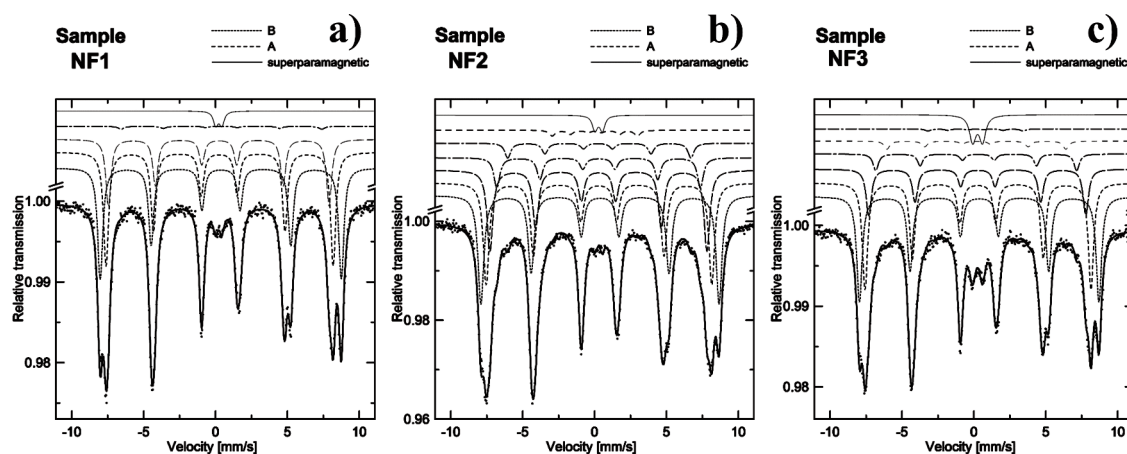 Sample
NF1
B
A
superparamagnetic
a)
Relative transmission
1.00
0.99
0.98
-10
-5
0
5
10
Velocity [mm/s]
Sample
NF2
B
A
superparamagnetic
b)
Relative transmission
1.00
0.98
0.96
-10
-5
0
5
10
Velocity [mm/s]
Sample
NF3
B
A
superparamagnetic
c)
Relative transmission
1.00
0.99
0.98
-10
-5
0
5
10
Velocity [mm/s]